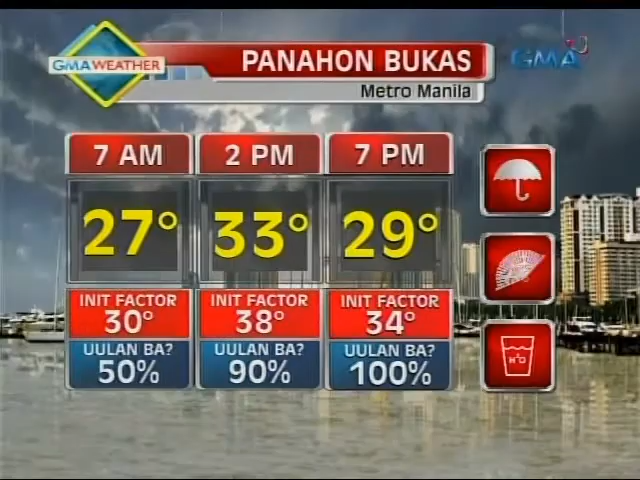 GMA WEATHER
PANAHON BUKAS
GMA
Metro Manila
7 AM
2 PM
7 PM
27°
33°
29°
INIT FACTOR
30°
INIT FACTOR
38°
INIT FACTOR
34°
UULAN BA?
50%
UULAN BA?
90%
UULAN BA?
100%
H2O